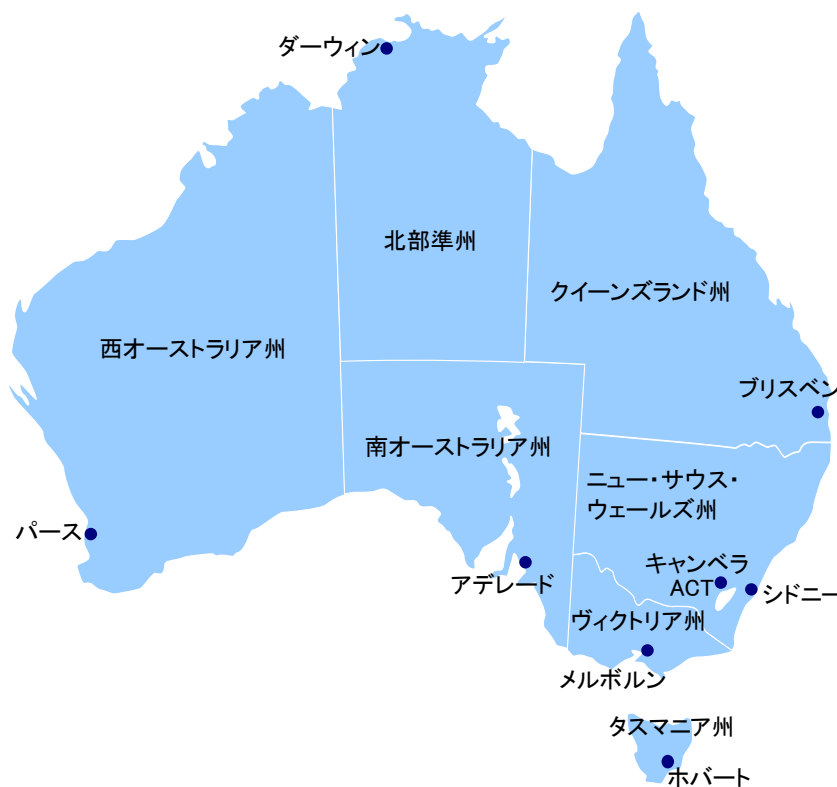 ダーウィン
北部準州
クイーンズランド州
西オーストラリア州
ブリスベン
南オーストラリア州
ニュー・サウス・
ウェールズ州
パース
キャンベラ
ACT
アデレード
シドニー
ヴィクトリア州
メルボルン
タスマニア州
ホバート